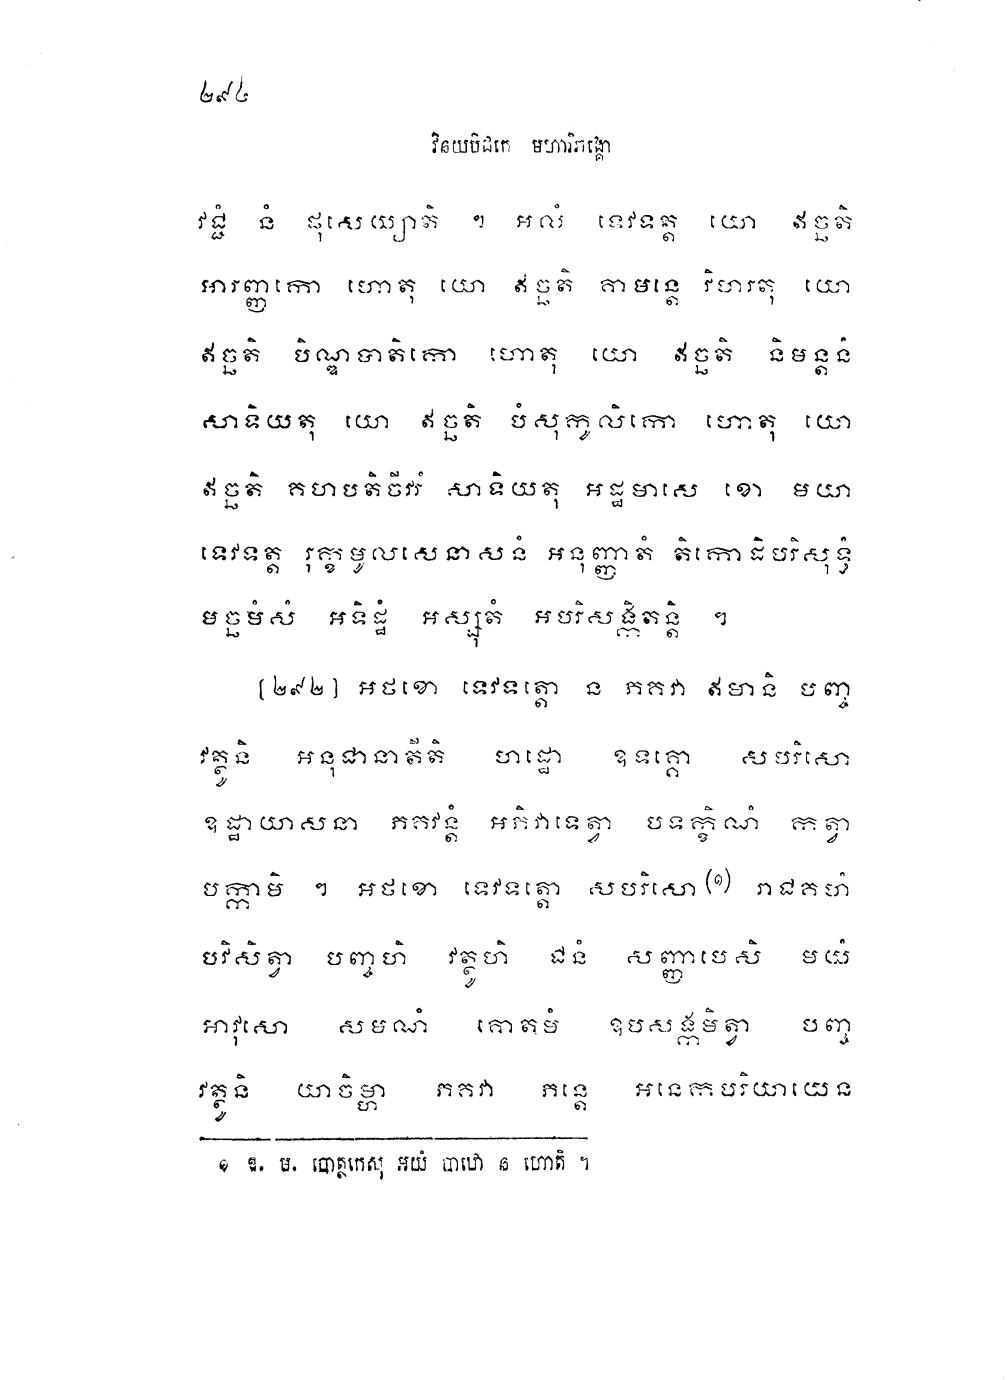 ២៩៤
វិនយបិដកេ មហាវិភង្គោ
វជ្ជំ នំ ផុសេយ្យាតិ ។ អលំ ទេវទត្ត យោ ឥច្ឆតិ
អារញ្ញកោ ហោតុ យោ ឥច្ឆតិ គាមន្តេ វិហរតុ យោ
ឥច្ឆតិ បិណ្ឌបាតិកោ ហោតុ យោ ឥច្ឆតិ និមន្តនំ
សាទិយតុ យោ ឥច្ឆតិ បំសុកូលិកោ ហោតុ យោ
ឥច្ឆតិ គហបតិចីវរំ សាទិយតុ អដ្ឋមាសេ ខោ មយា
ទេវទត្ត រុក្ខមូលសេនាសនំ អនុញ្ញាតំ តិកោដិបរិសុទ្ធំ
មច្ឆមំសំ អទិដ្ឋំ អស្សុតំ អបរិសង្កិតន្តិ ។
(២៩២) អថខោ ទេវទត្តោ ន ភគវា ឥមានិ បញ្ច
វត្ថូនិ អនុជានាតីតិ ហដ្ឋោ ឧទគ្គោ សបរិសោ
ឧដ្ឋាយាសនា ភគវន្តំ អភិវាទេត្វា បទក្ខិណំ កត្វា
បក្កាមិ ។ អថខោ ទេវទត្តោ សបរិសោ(១) រាជគហំ
បវិសិត្វា បញ្ចហិ វត្ថូហិ ជនំ សញ្ញាបេសិ មយំ
អាវុសោ សមណំ គោតមំ ឧបសង្កមិត្វា បញ្ច
វត្ថូនិ យាចិម្ហា ភគវា ភន្តេ អនេកបរិយាយេន
១ ឱ. ម. បោត្ថកេសុ អយំ បាឋោ ន ហោតិ ។